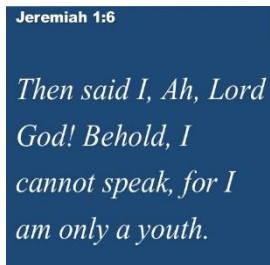 Jeremiah 1:6
Then said I, Ah, Lord
God! Behold, I
cannot speak, for I
am only a youth.